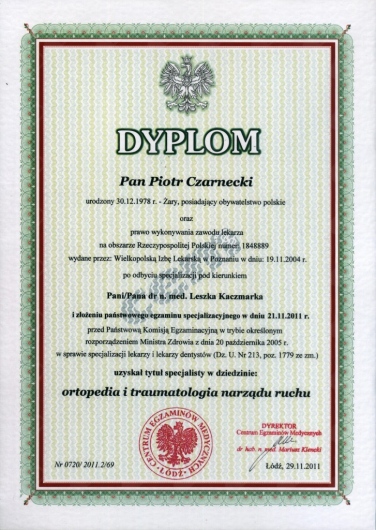 DYPLOM
Pan Piotr Czarnecki
urodzony 30.12.1978 r. - Żary, posiadający obywatelstwo polskie
oraz
prawo wykonywania zawodu lekarza
na obszarze Rzeczypospolitej Polskiej numer: 1848889
wydane przez: Wielkopolską Izbę Lekarską w Poznaniu w dniu: 19.11.2004 r.
po odbyciu specjalizacji pod kierunkiem
Pani/Pana dr n. med. Leszka Kaczmarka
i złożeniu państwowego egzaminu specjalizacyjnego w dniu 21.11.2011 r.
przed Państwową Komisją Egzaminacyjną w trybie określonym
rozporządzeniem Ministra Zdrowia z dnia 20 października 2005 r.
w sprawie specjalizacji lekarzy i lekarzy dentystów (Dz. U. Nr 213, poz. 1779 ze zm.)
uzyskał tytuł specjalisty w dziedzinie:
ortopedia i traumatologia narządu ruchu
CENTRUM EGZAMINÓW MEDYCZNYCH
ŁÓDŹ
DYREKTOR
Centrum Egzaminów Medycznych
dr hab. n. med. Mariusz Klencki
Nr 0720/ 2011.2/69
Łódź, 29.11.2011